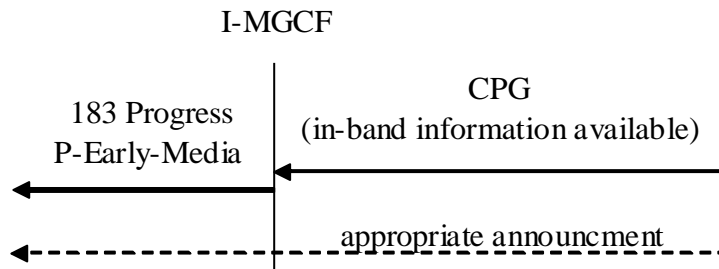 I-MGCF
183 Progress
P-Early-Media
CPG
(in-band information available)
appropriate announcment